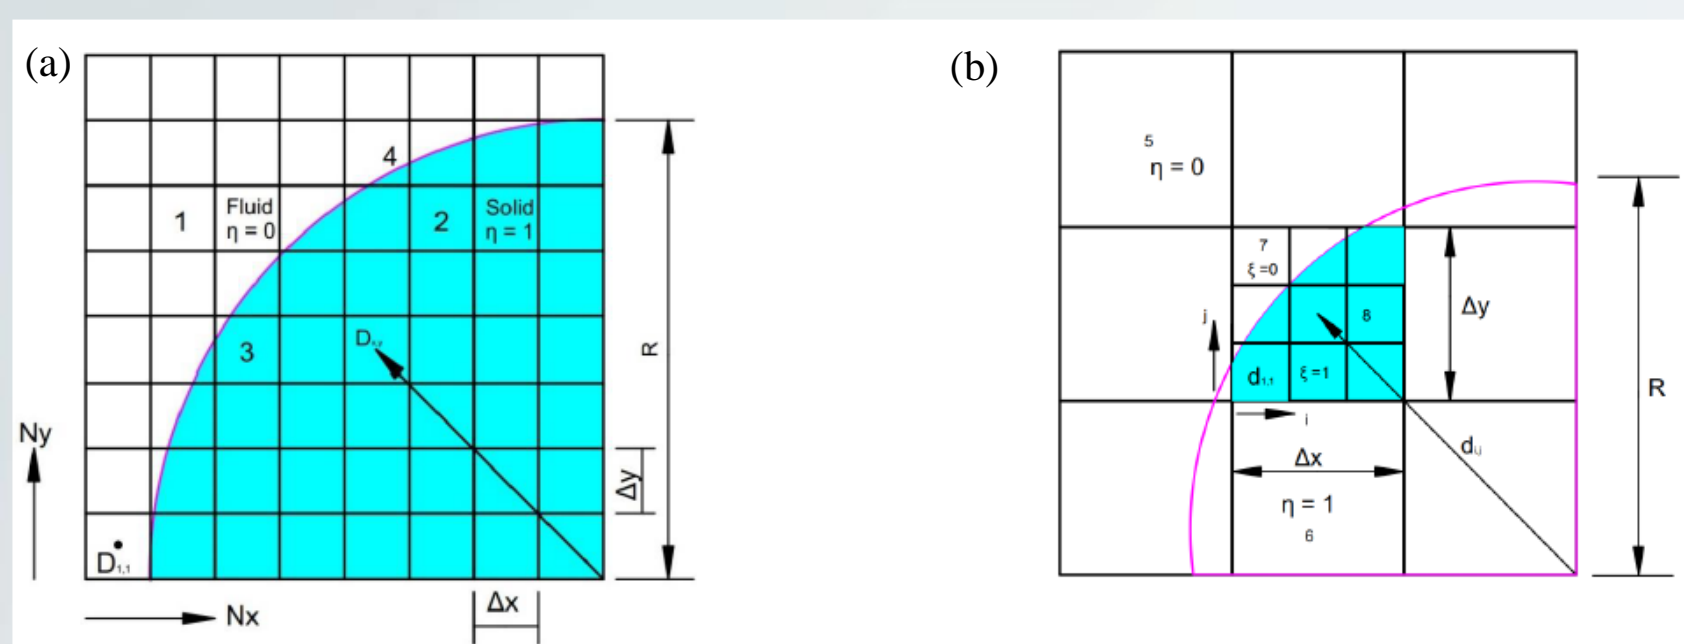 (a)
4
1
Fluid
η = 0
2
Solid
η = 1
3
R
Ny
Δy
D1,1
Nx
Δx
(b)
5
η = 0
7
ξ =0
j
8
Δy
d1,1
ξ =1
i
R
Δx
dij
η = 1
6